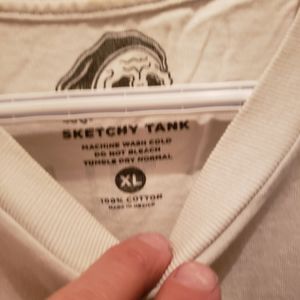 SKETCHY TANK
MACHINE WASH COLD
DO NOT BLEACH
TUMBLE DRY NORMAL
XL
100% COTTON
MADE IN MEXICO